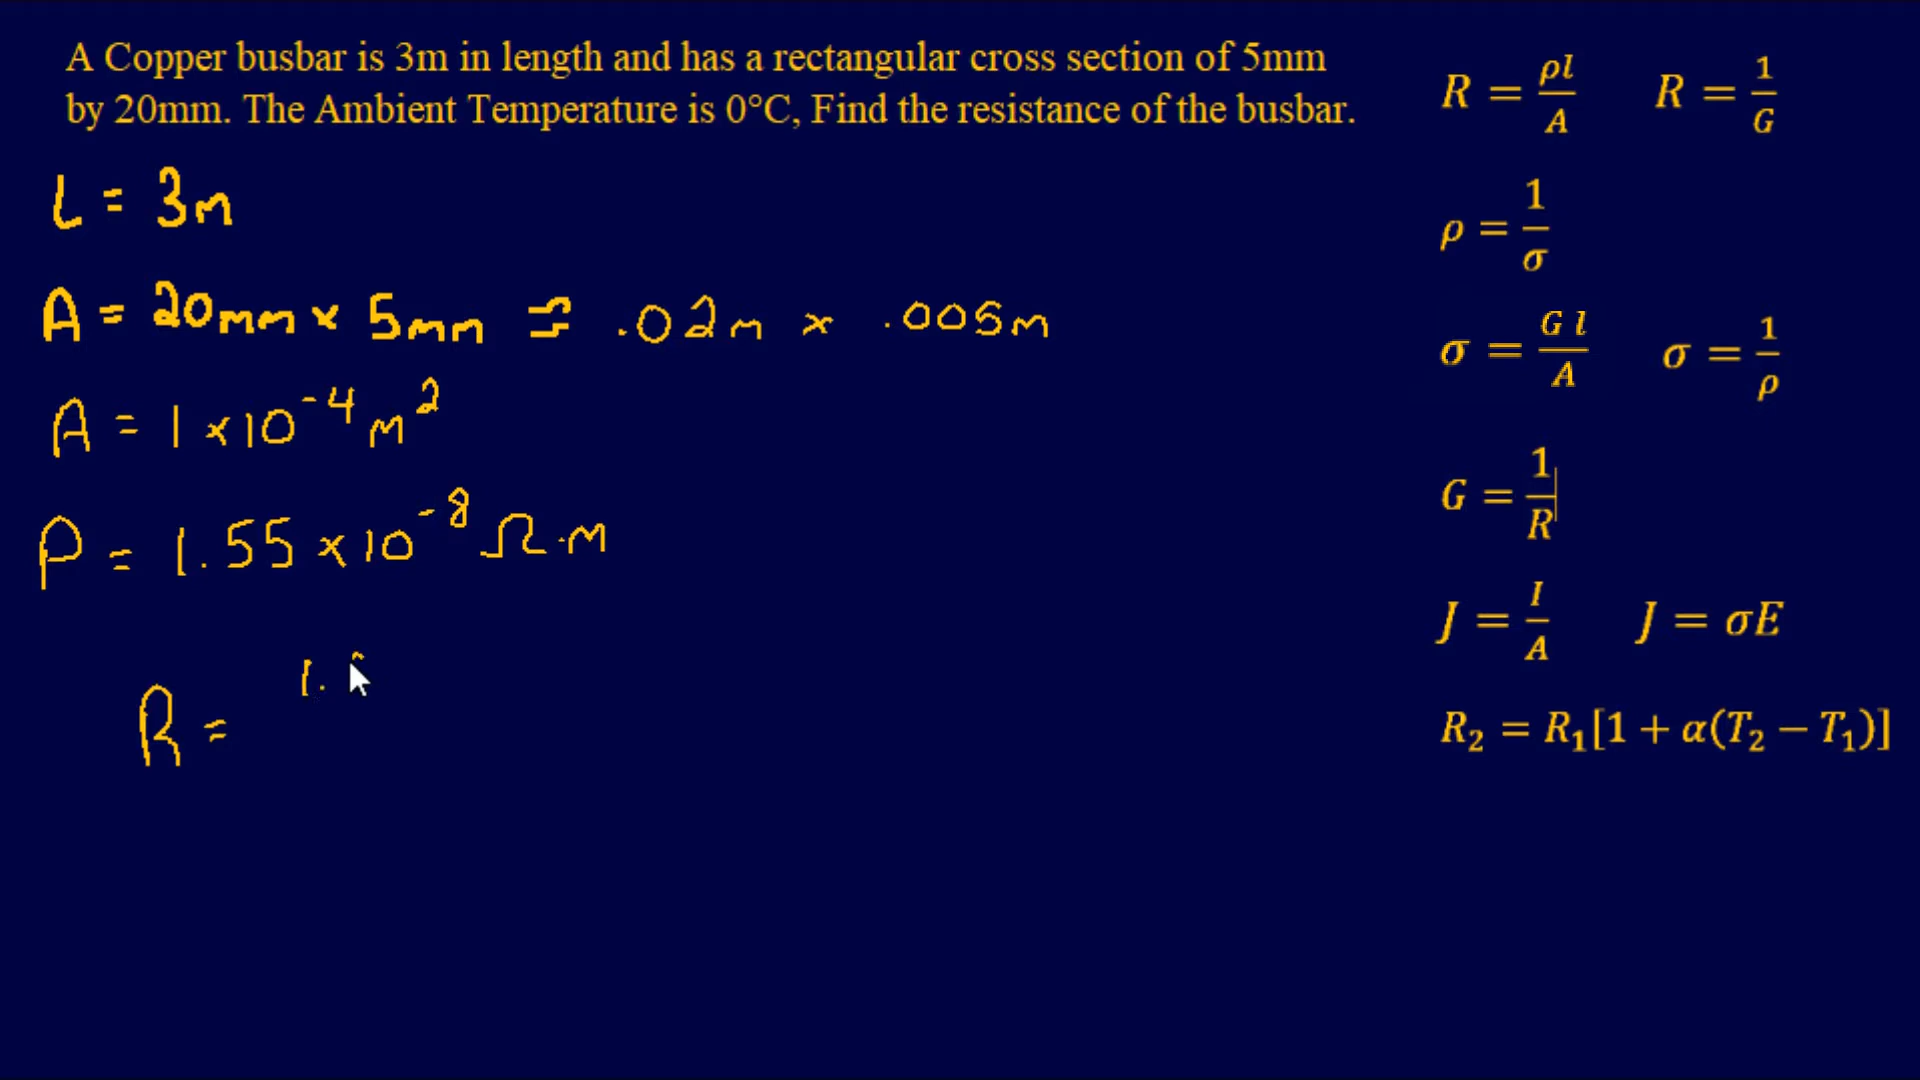 A Copper busbar is 3m in length and has a rectangular cross section of 5mm
by 20mm. The Ambient Temperature is 0°C, Find the resistance of the busbar.
L = 3m
A = 20mm × 5mm = .02m × .005m
A = 1 × 10^-4 m^2
ρ = 1.55 × 10^-8 Ω·m
R = 1.
R = ρl/A R = 1/G
ρ = 1/σ
σ = G l/A σ = 1/ρ
G = 1/R
J = I/A J = σE
R₂ = R₁[1 + α(T₂ − T₁)]